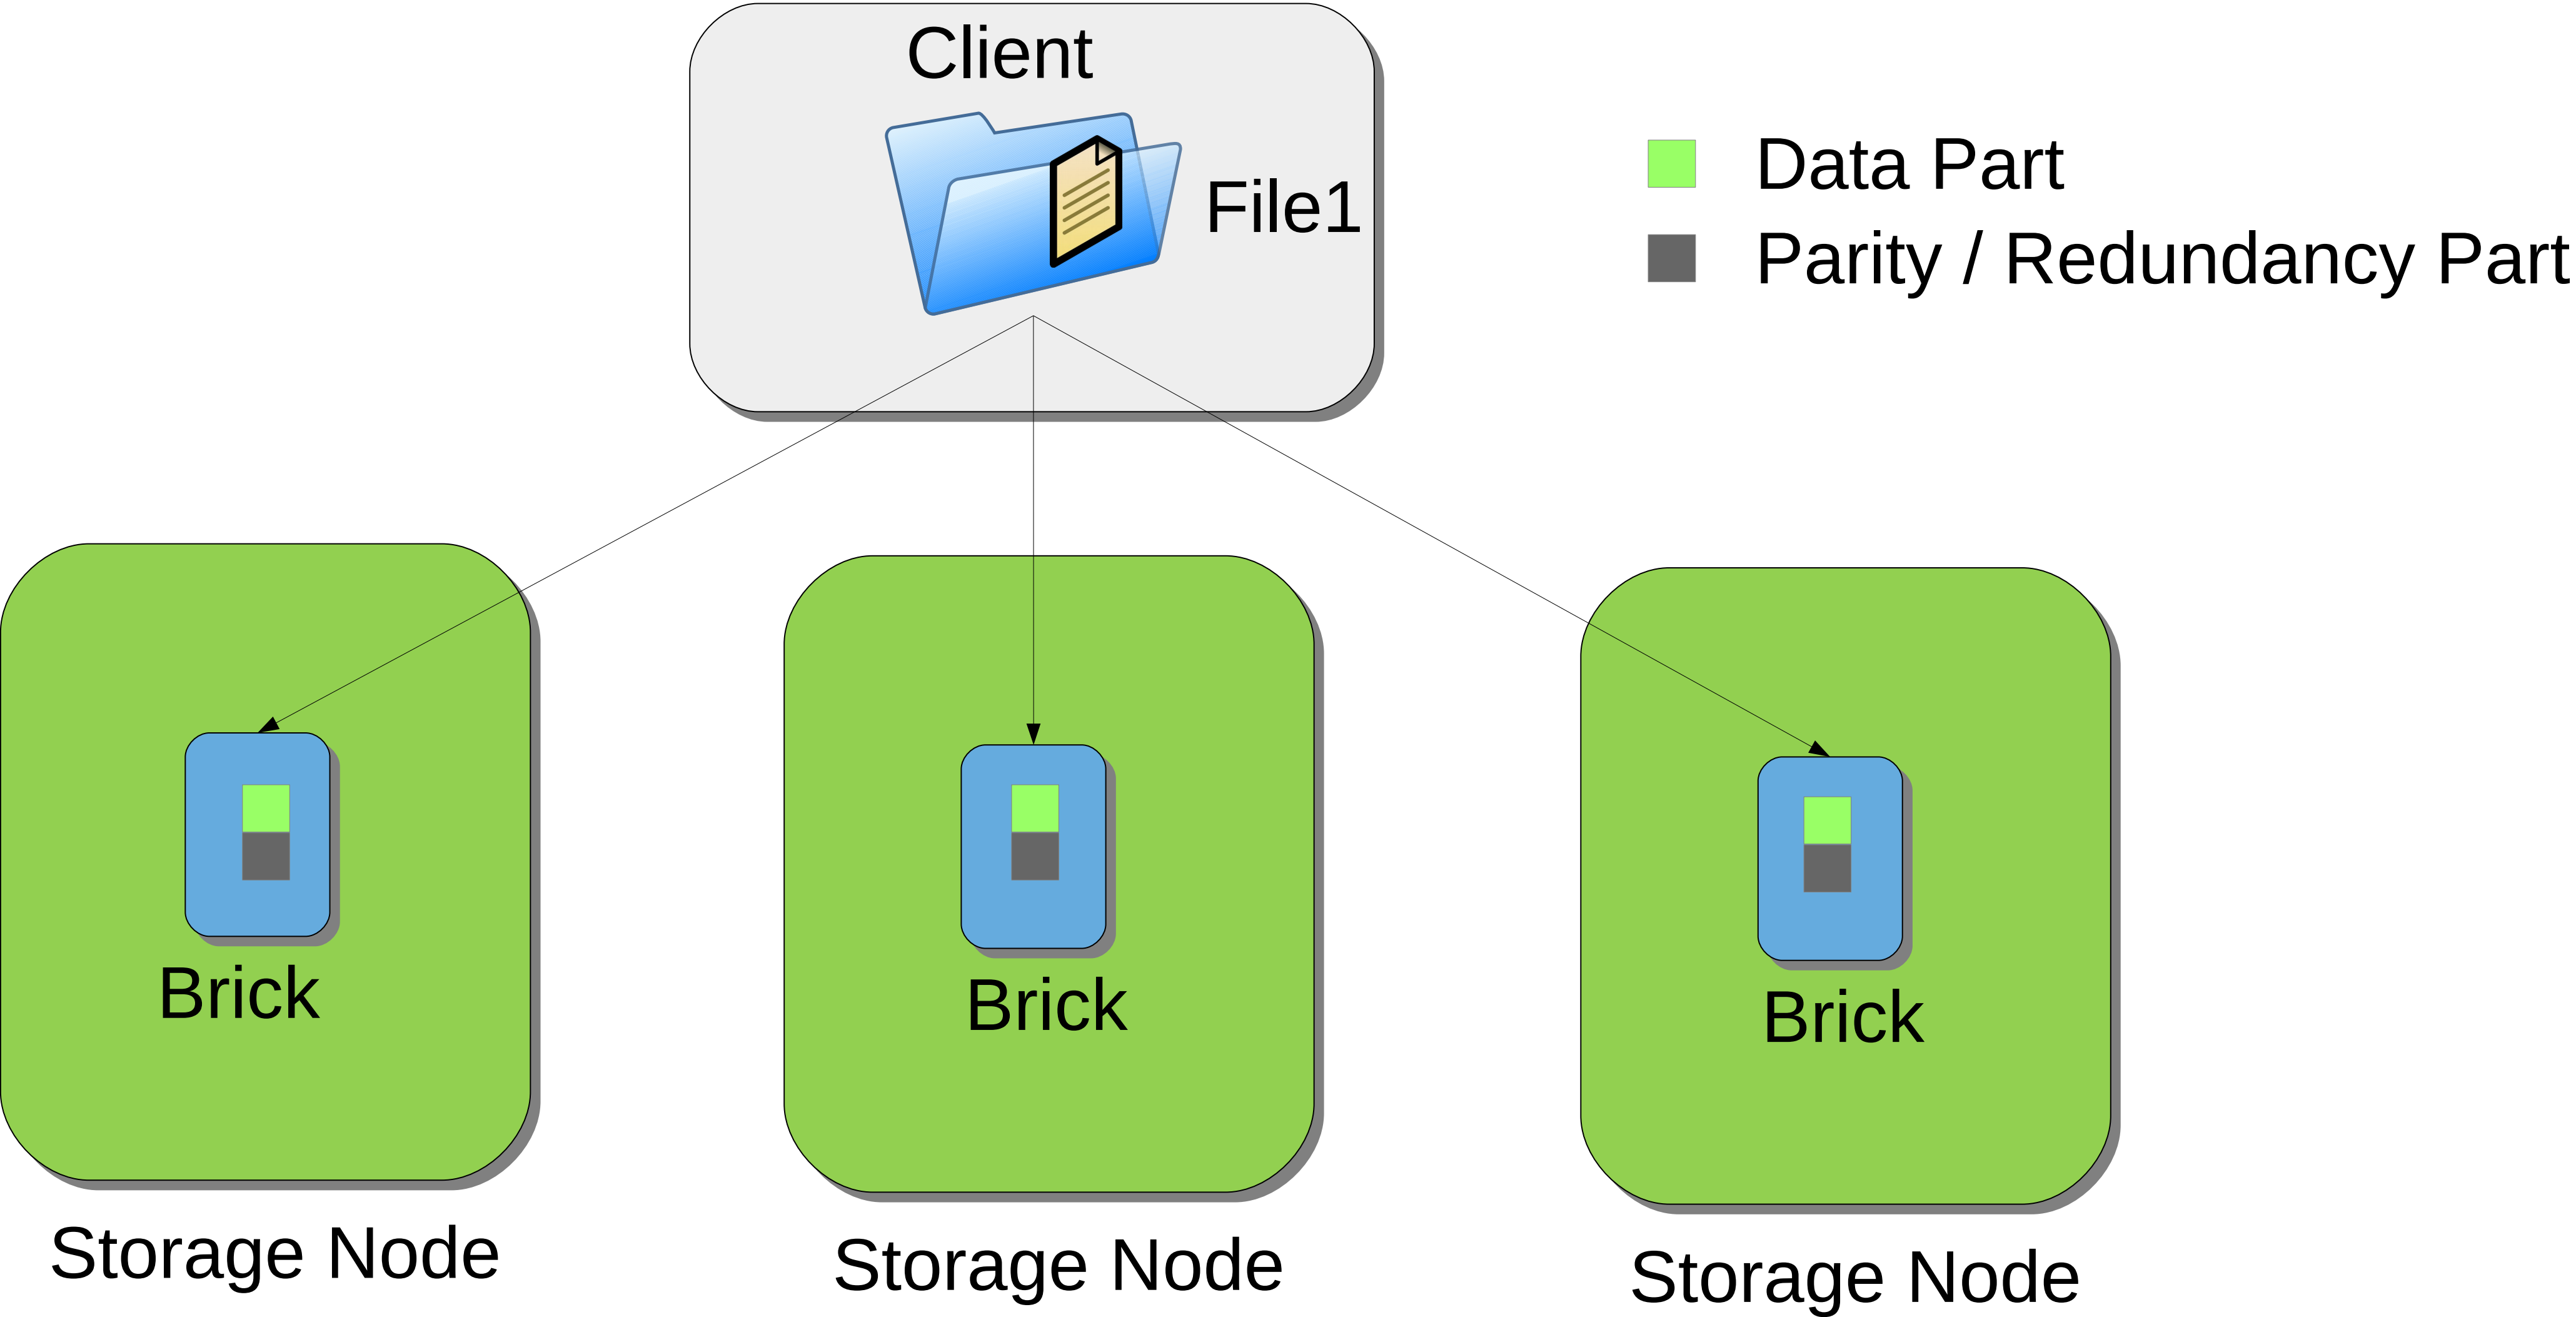 Client
File1
Data Part
Parity / Redundancy Part
Brick
Brick
Brick
Storage Node
Storage Node
Storage Node